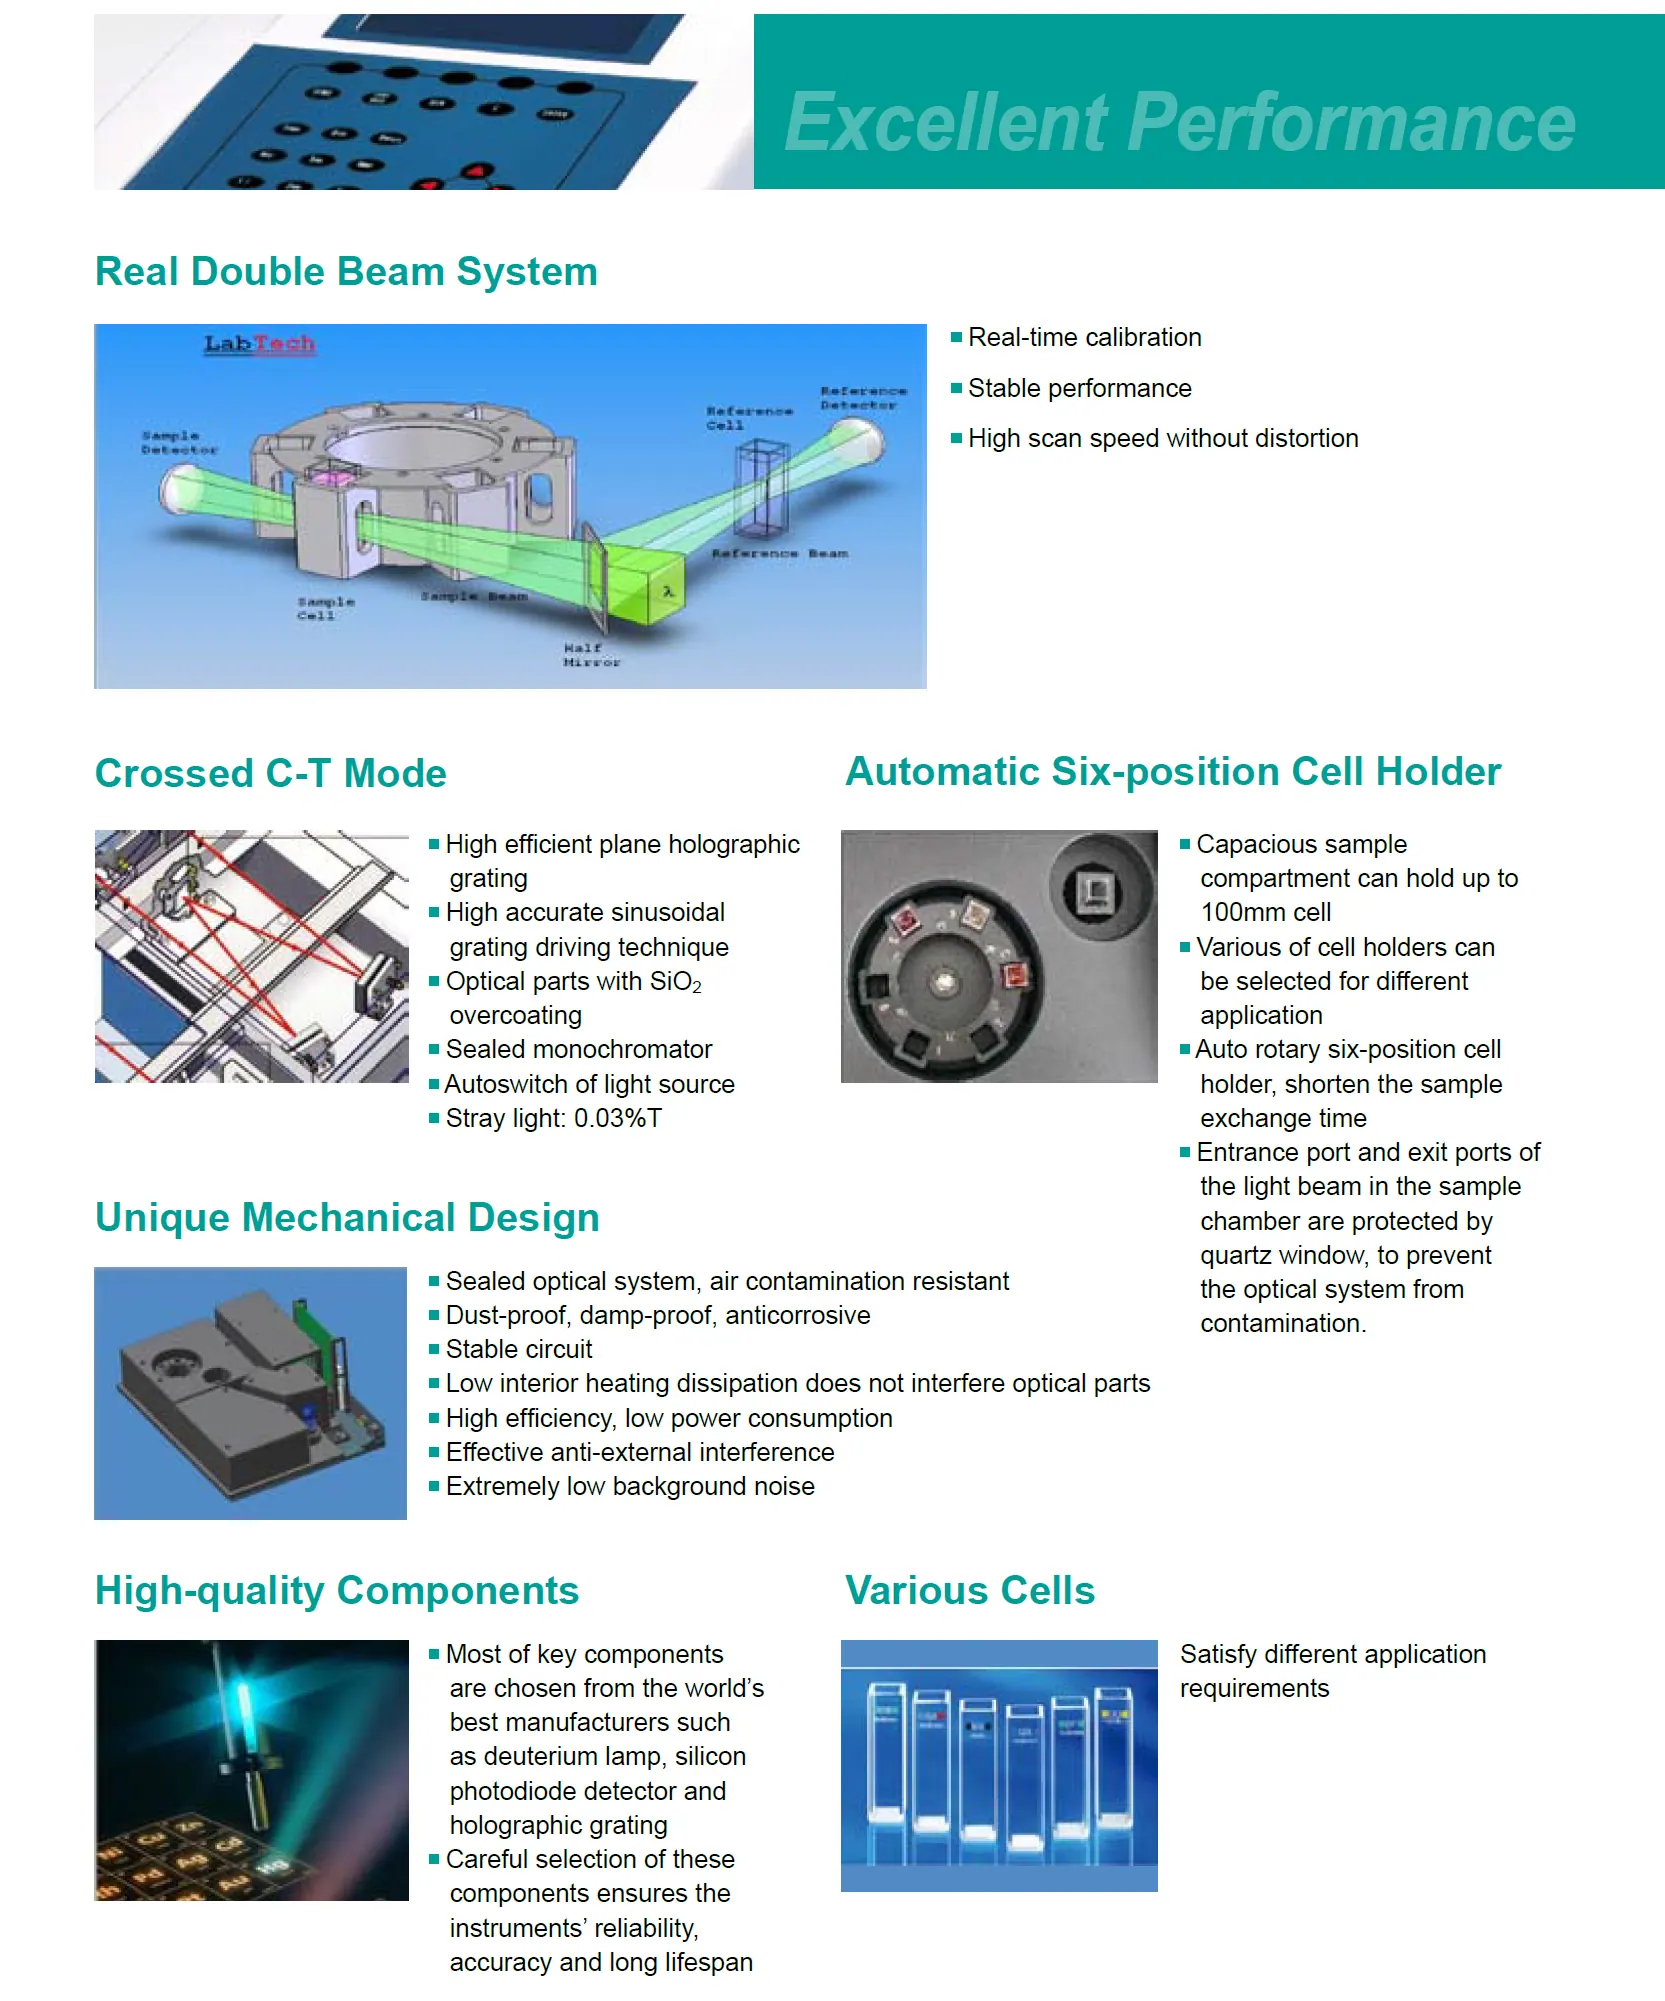 Excellent Performance
Real Double Beam System
LabTech
Reference
Detector
Reference
Cell
Sample
Detector
Reference Beam
λ
Sample Beam
Sample
Cell
Half
Mirror
Real-time calibration
Stable performance
High scan speed without distortion
Crossed C-T Mode
High efficient plane holographic
grating
High accurate sinusoidal
grating driving technique
Optical parts with SiO₂
overcoating
Sealed monochromator
Autoswitch of light source
Stray light: 0.03%T
Automatic Six-position Cell Holder
Capacious sample
compartment can hold up to
100mm cell
Various of cell holders can
be selected for different
application
Auto rotary six-position cell
holder, shorten the sample
exchange time
Entrance port and exit ports of
the light beam in the sample
chamber are protected by
quartz window, to prevent
the optical system from
contamination.
Unique Mechanical Design
Sealed optical system, air contamination resistant
Dust-proof, damp-proof, anticorrosive
Stable circuit
Low interior heating dissipation does not interfere optical parts
High efficiency, low power consumption
Effective anti-external interference
Extremely low background noise
High-quality Components
Ni Cu Zn
Pd Ag Cd
Au Hg
Most of key components
are chosen from the world’s
best manufacturers such
as deuterium lamp, silicon
photodiode detector and
holographic grating
Careful selection of these
components ensures the
instruments’ reliability,
accuracy and long lifespan
Various Cells
Satisfy different application
requirements